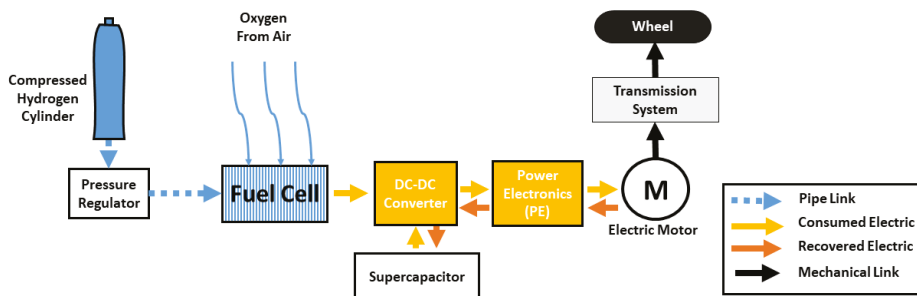 Oxygen
From Air
Wheel
Compressed
Hydrogen
Cylinder
Transmission
System
Pressure
Regulator
Fuel Cell
DC-DC
Converter
Power
Electronics
(PE)
M
Electric Motor
Supercapacitor
Pipe Link
Consumed Electric
Recovered Electric
Mechanical Link